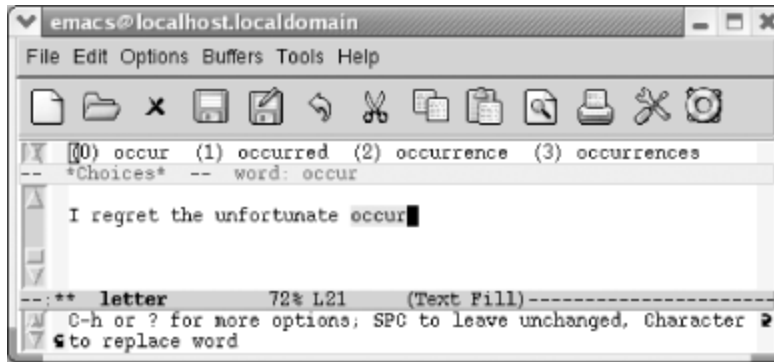 emacs@localhost.localdomain
File Edit Options Buffers Tools Help
(0) occur (1) occurred (2) occurrence (3) occurrences
-- *Choices* -- word: occur
I regret the unfortunate occur
--:** letter 72% L21 (Text Fill)----------------------
C-h or ? for more options; SPC to leave unchanged, Character
to replace word